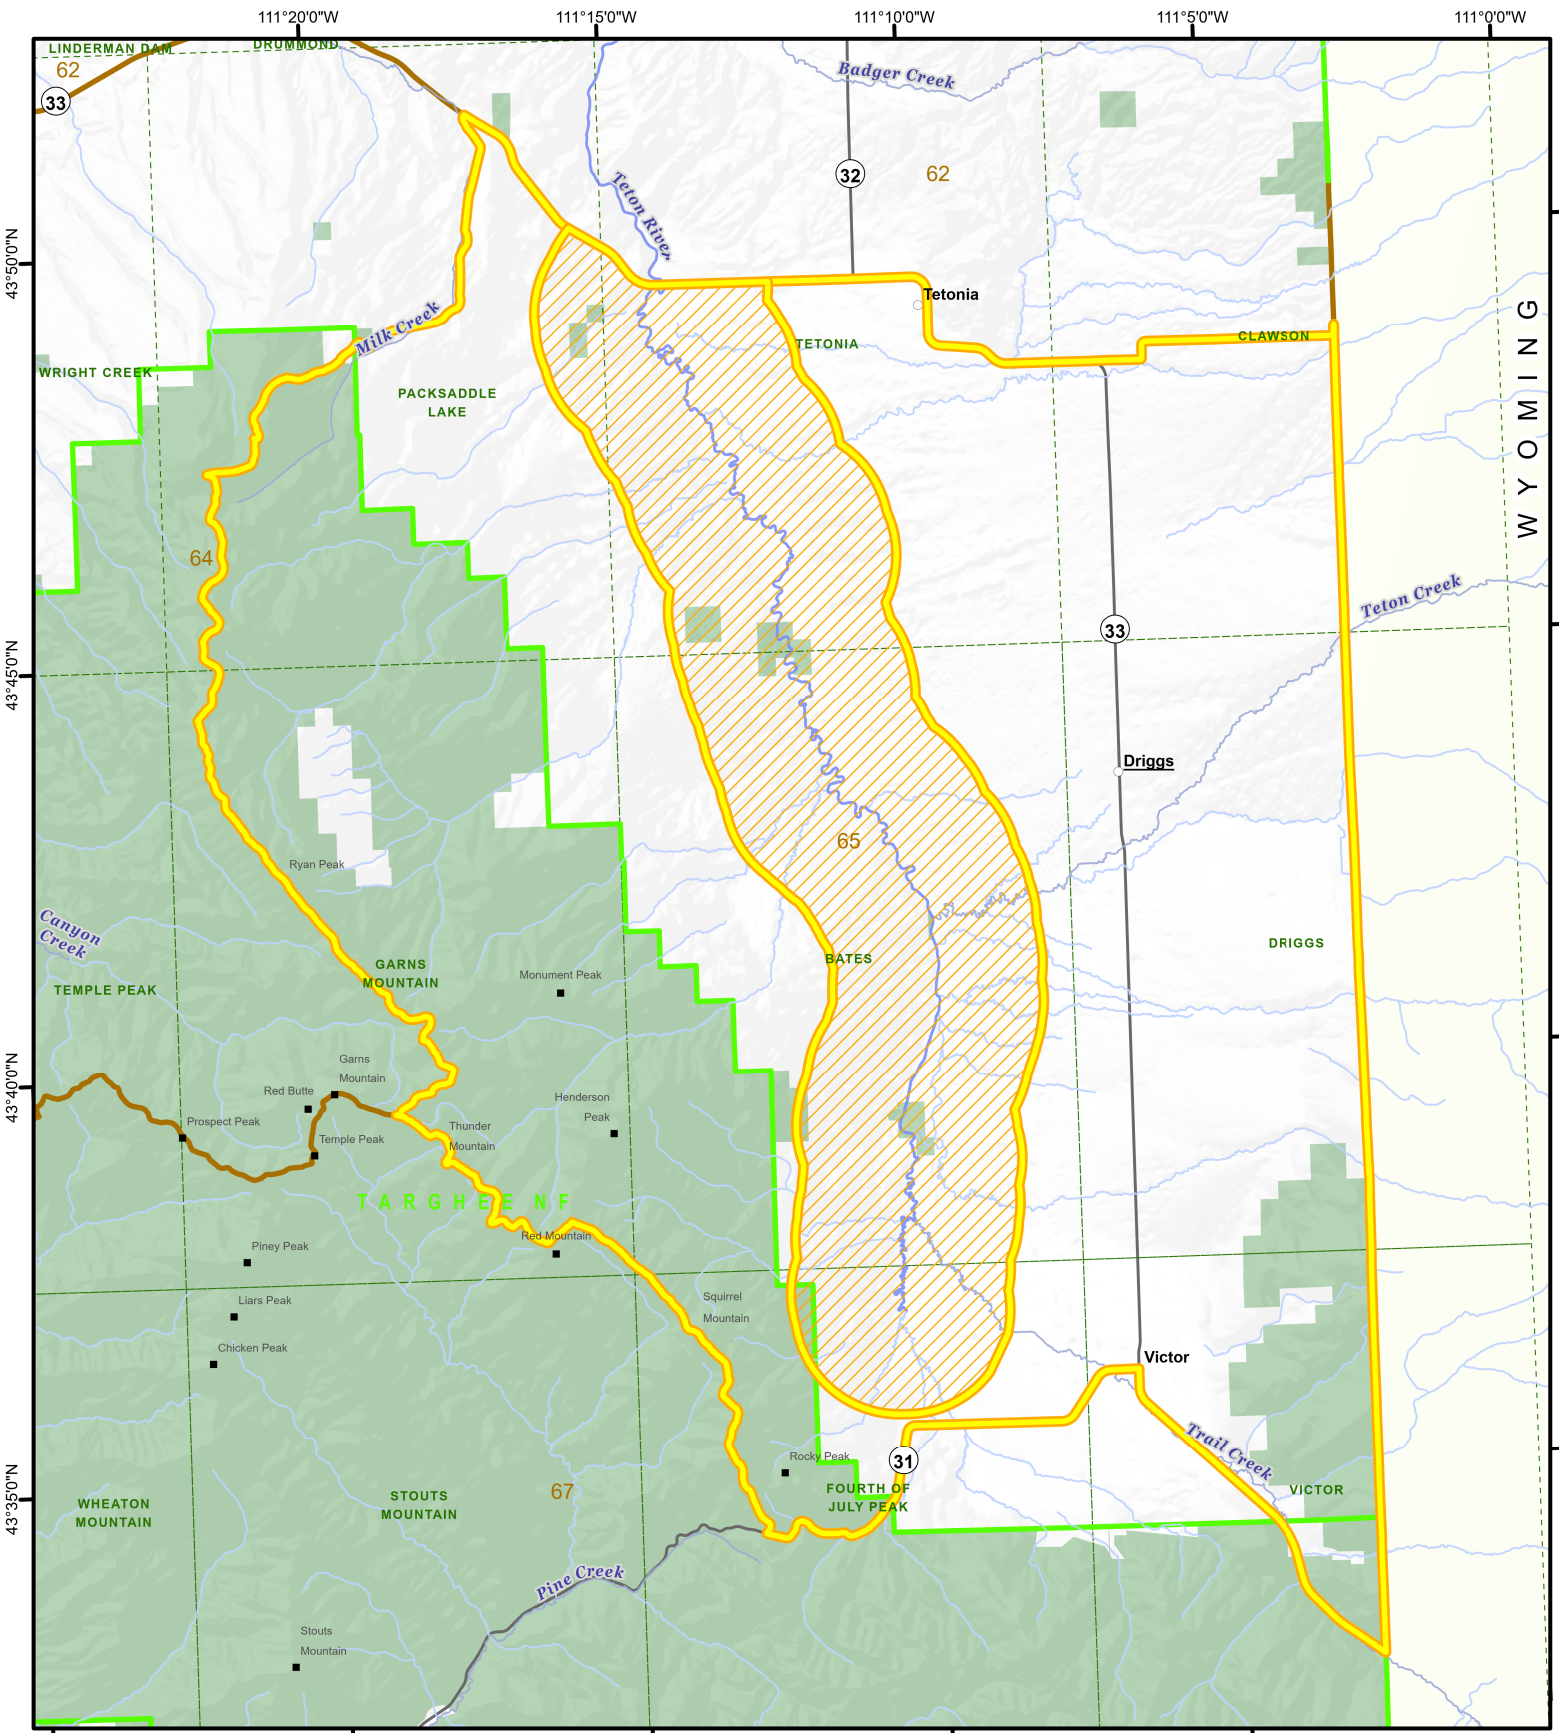 111°20'0"W
111°15'0"W
111°10'0"W
111°5'0"W
111°0'0"W
LINDERMAN DAM
DRUMMOND
62
33
Badger Creek
32
62
Teton River
43°50'0"N
Tetonia
Milk Creek
TETONIA
CLAWSON
WYOMING
WRIGHT CREEK
PACKSADDLE
LAKE
64
Teton Creek
33
43°45'0"N
Driggs
65
Ryan Peak
Canyon
Creek
GARNS
MOUNTAIN
BATES
DRIGGS
Monument Peak
TEMPLE PEAK
43°40'0"N
Garns
Mountain
Red Butte
Henderson
Peak
Prospect Peak
Temple Peak
Thunder
Mountain
TARGHEE NF
Red Mountain
Piney Peak
Liars Peak
Squirrel
Mountain
Chicken Peak
Victor
Trail Creek
31
Rocky Peak
43°35'0"N
67
FOURTH OF
JULY PEAK
VICTOR
WHEATON
MOUNTAIN
STOUTS
MOUNTAIN
Pine Creek
Stouts
Mountain